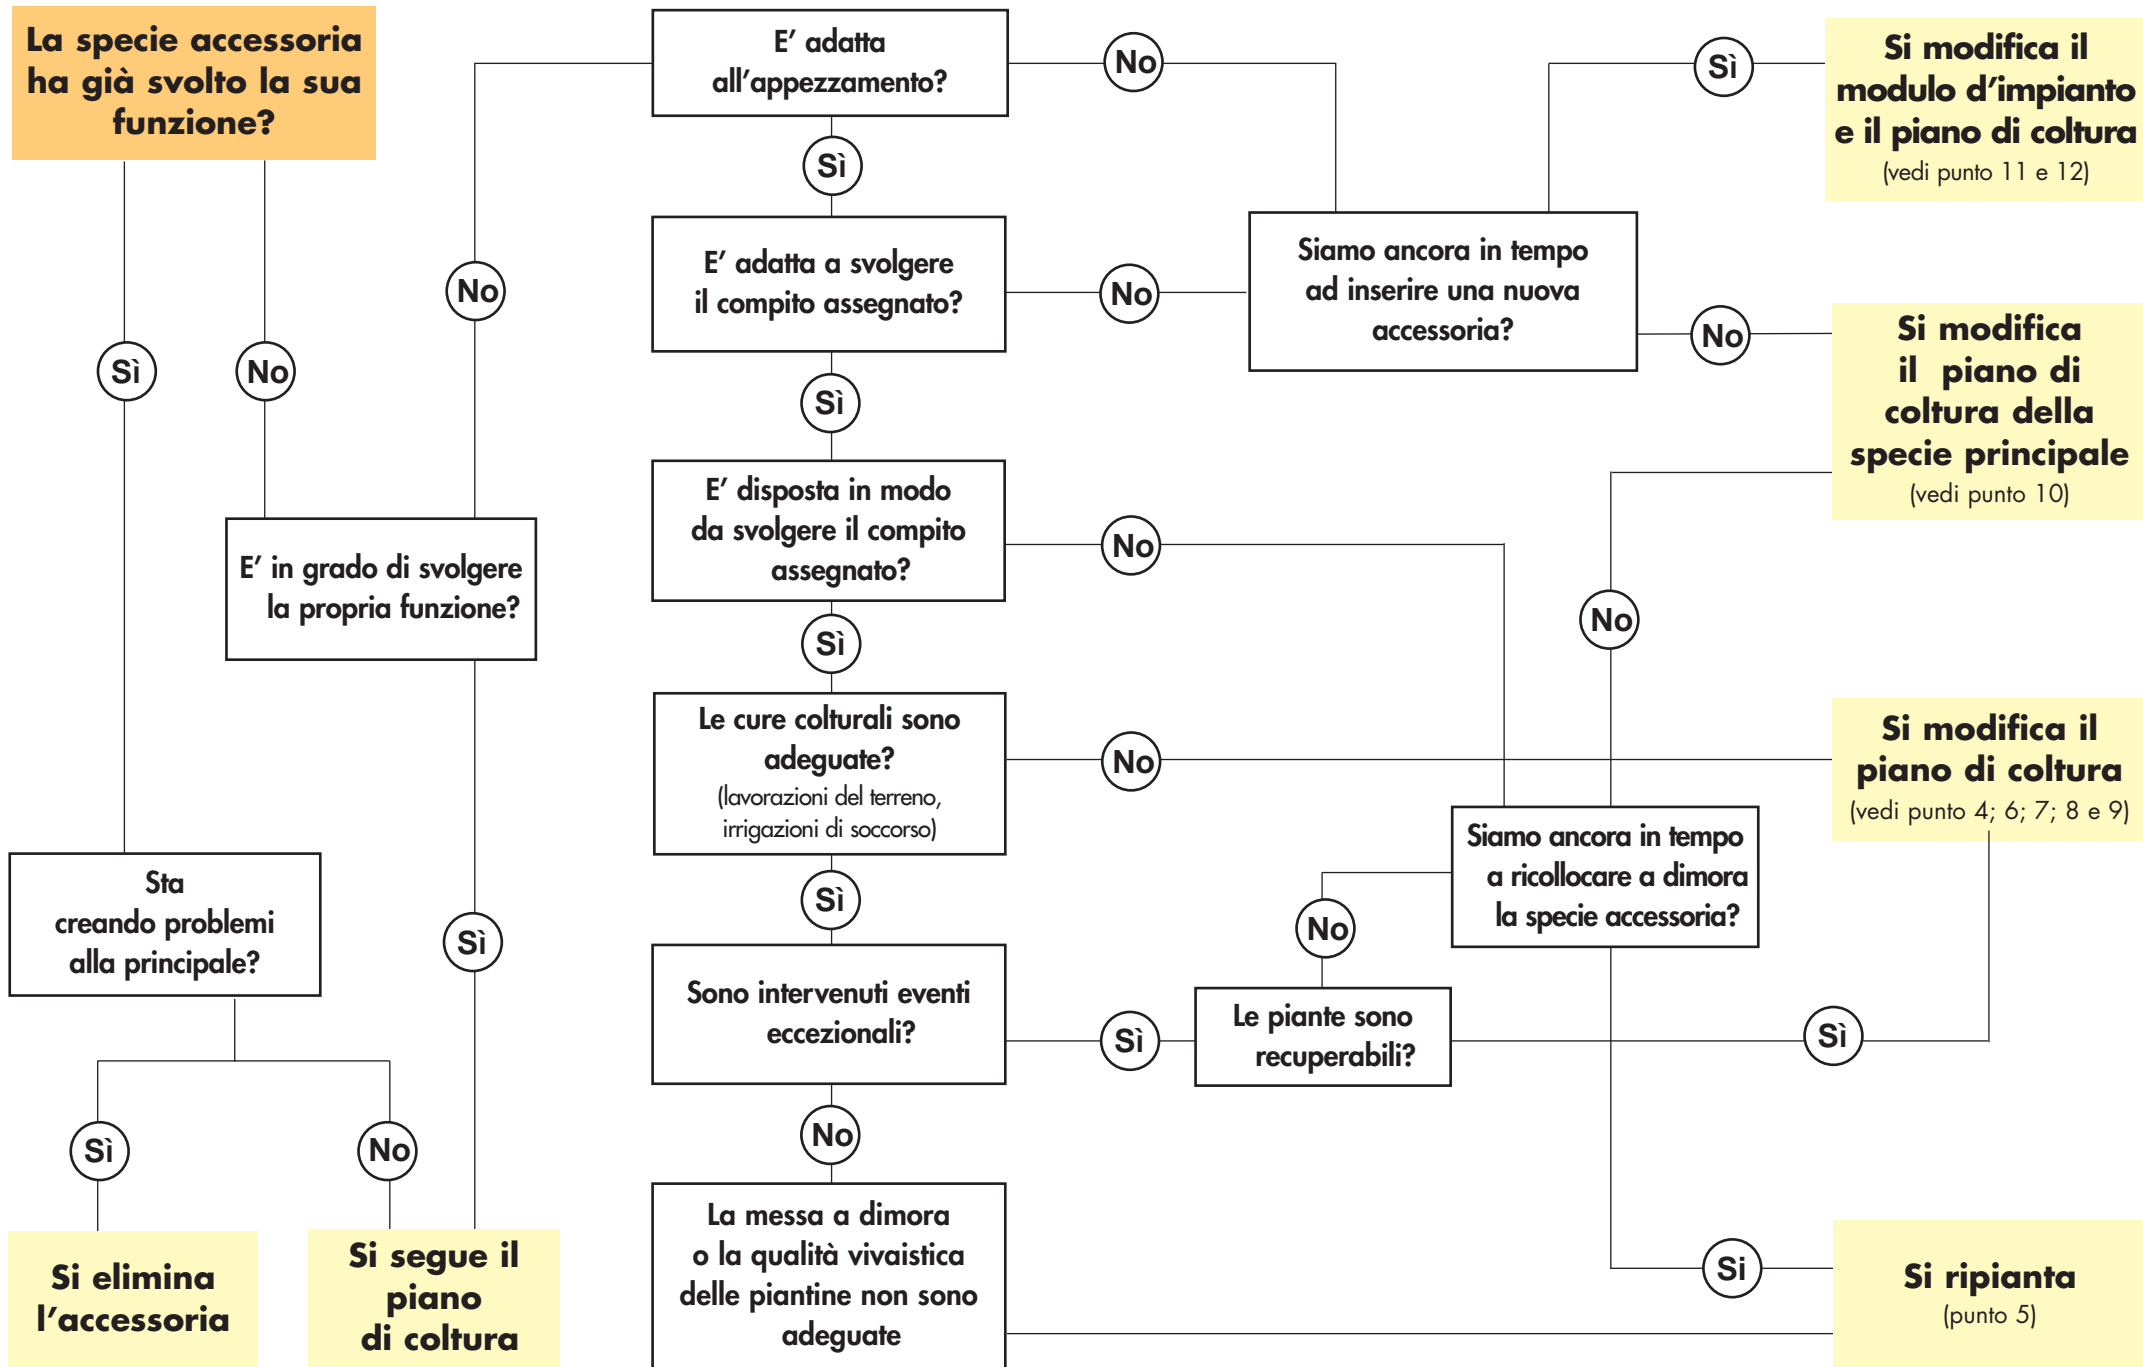 La specie accessoria
ha già svolto la sua
funzione?
Sì
No
E' in grado di svolgere
la propria funzione?
No
Sì
Sta
creando problemi
alla principale?
Sì
No
Si elimina
l'accessoria
Si segue il
piano
di coltura
E' adatta
all'appezzamento?
No
Sì
E' adatta a svolgere
il compito assegnato?
No
Sì
E' disposta in modo
da svolgere il compito
assegnato?
No
Sì
Le cure colturali sono
adeguate?
(lavorazioni del terreno,
irrigazioni di soccorso)
No
Sì
Sono intervenuti eventi
eccezionali?
Sì
No
La messa a dimora
o la qualità vivaistica
delle piantine non sono
adeguate
Siamo ancora in tempo
ad inserire una nuova
accessoria?
Sì
No
Le piante sono
recuperabili?
No
Sì
Siamo ancora in tempo
a ricollocare a dimora
la specie accessoria?
No
Si
Si modifica il
modulo d'impianto
e il piano di coltura
(vedi punto 11 e 12)
Si modifica
il piano di
coltura della
specie principale
(vedi punto 10)
Si modifica il
piano di coltura
(vedi punto 4; 6; 7; 8 e 9)
Si ripianta
(punto 5)